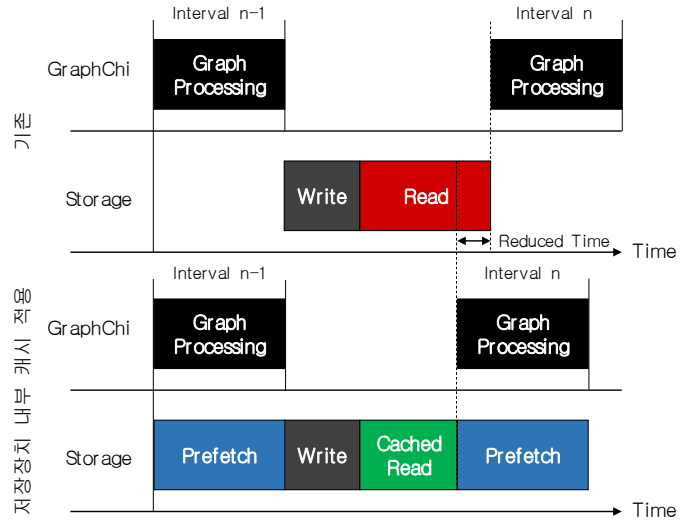 Interval n-1
Interval n
GraphChi
Graph
Processing
Graph
Processing
기존
Storage
Write
Read
Reduced Time
Time
Interval n-1
Interval n
GraphChi
Graph
Processing
Graph
Processing
저장장치 내부 캐시 적용
Storage
Prefetch
Write
Cached
Read
Prefetch
Time